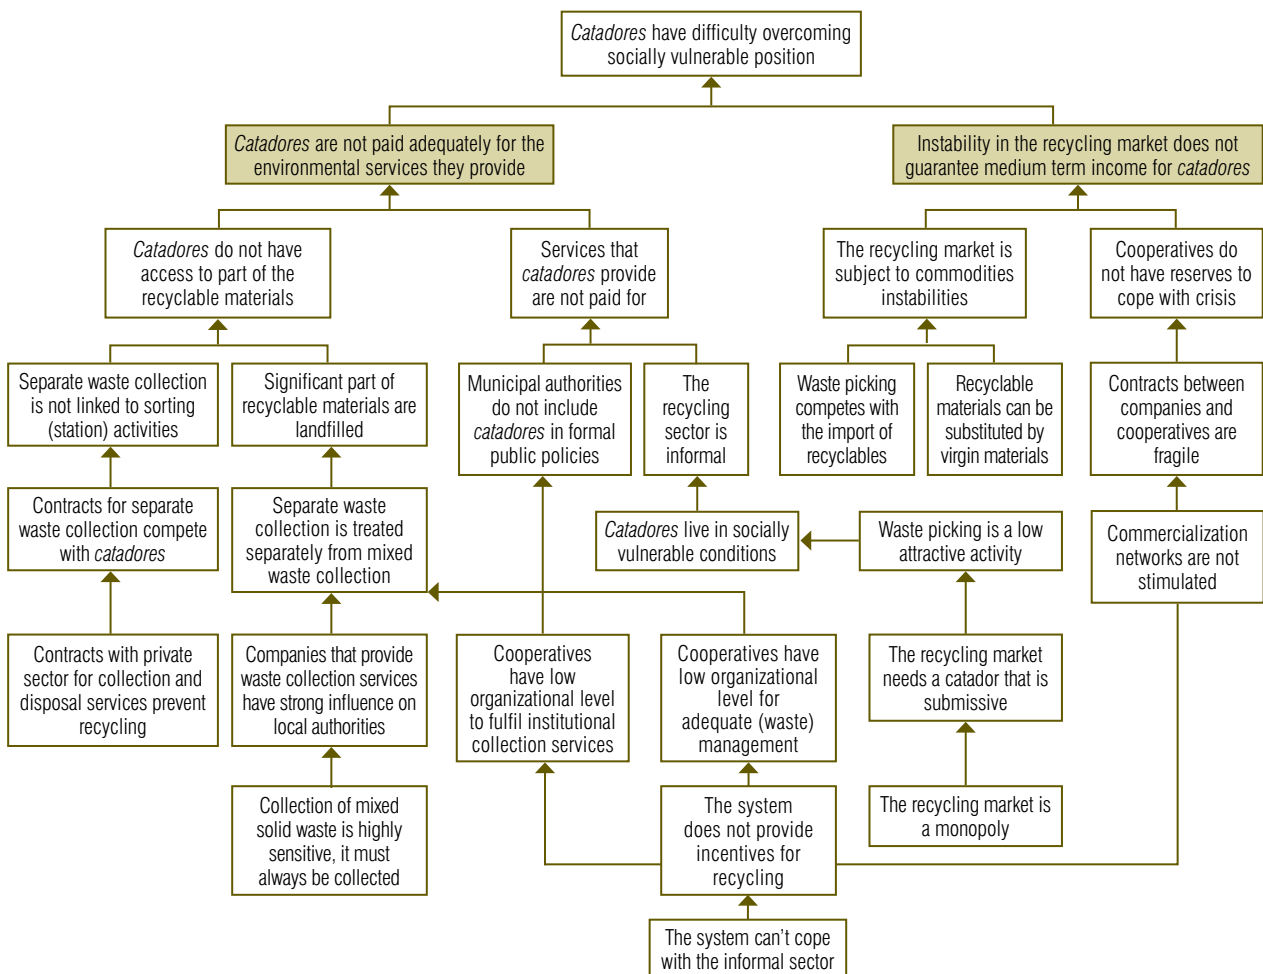 Catadores have difficulty overcoming
socially vulnerable position
Catadores are not paid adequately for the
environmental services they provide
Instability in the recycling market does not
guarantee medium term income for catadores
Catadores do not have
access to part of the
recyclable materials
Services that
catadores provide
are not paid for
The recycling market is
subject to commodities
instabilities
Cooperatives do
not have reserves to
cope with crisis
Separate waste collection
is not linked to sorting
(station) activities
Significant part of
recyclable materials are
landfilled
Municipal authorities
do not include
catadores in formal
public policies
The
recycling
sector is
informal
Waste picking
competes with
the import of
recyclables
Recyclable
materials can be
substituted by
virgin materials
Contracts between
companies and
cooperatives are
fragile
Contracts for separate
waste collection compete
with catadores
Separate waste
collection is treated
separately from mixed
waste collection
Catadores live in socially
vulnerable conditions
Waste picking is a low
attractive activity
Commercialization
networks are not
stimulated
Contracts with private
sector for collection and
disposal services prevent
recycling
Companies that provide
waste collection services
have strong influence on
local authorities
Cooperatives
have low
organizational level
to fulfil institutional
collection services
Cooperatives have
low organizational
level for
adequate (waste)
management
The recycling market
needs a catador that is
submissive
Collection of mixed
solid waste is highly
sensitive, it must
always be collected
The system
does not provide
incentives for
recycling
The recycling market is
a monopoly
The system can't cope
with the informal sector